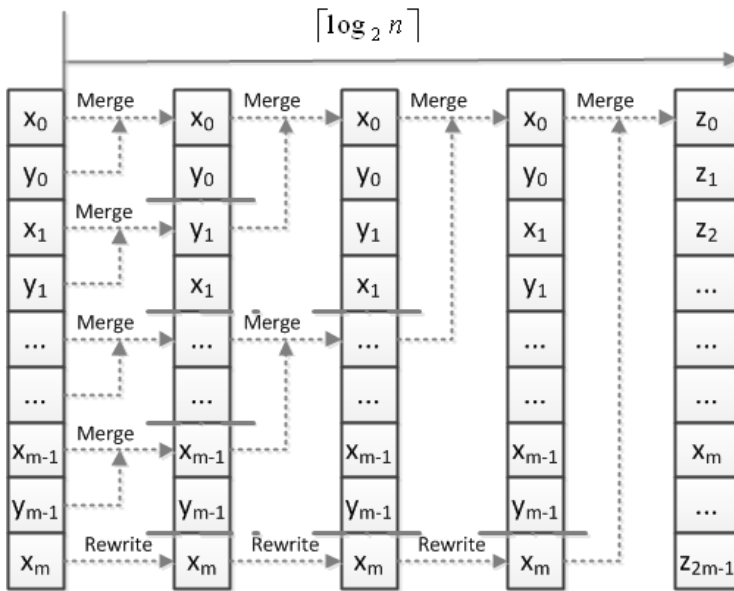 ⌈log₂ n⌉
x₀ Merge x₀ Merge x₀ Merge x₀ Merge z₀
y₀ y₀ y₀ y₀ z₁
x₁ Merge y₁ y₁ x₁ z₂
y₁ x₁ x₁ y₁ ...
... Merge ... Merge ... ... ...
... ... ... ... ...
xₘ₋₁ Merge xₘ₋₁ xₘ₋₁ xₘ₋₁ xₘ
yₘ₋₁ yₘ₋₁ yₘ₋₁ yₘ₋₁ ...
xₘ Rewrite xₘ Rewrite xₘ Rewrite xₘ z₂ₘ₋₁